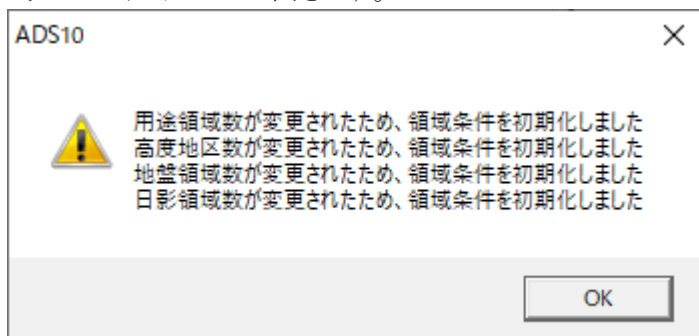 ADS10
用途領域数が変更されたため、領域条件を初期化しました
高度地区数が変更されたため、領域条件を初期化しました
地盤領域数が変更されたため、領域条件を初期化しました
日影領域数が変更されたため、領域条件を初期化しました
OK